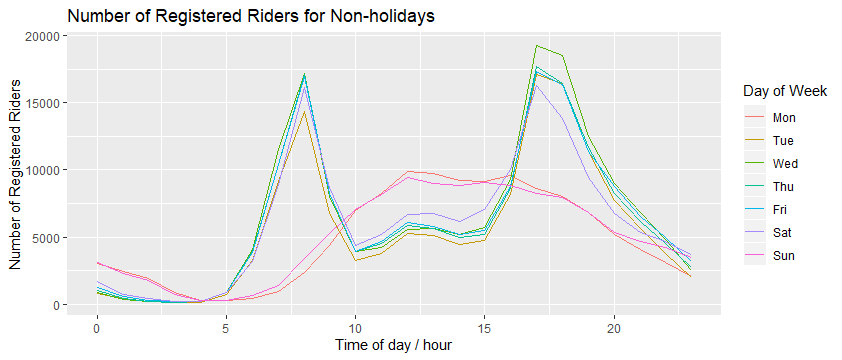 Number of Registered Riders for Non-holidays
20000
15000
10000
5000
0
Nurnber of Registered Riders
0
5
10
15
20
Time of day / hour
Day of Week
Mon
Tue
Wed
Thu
Fri
Sat
Sun